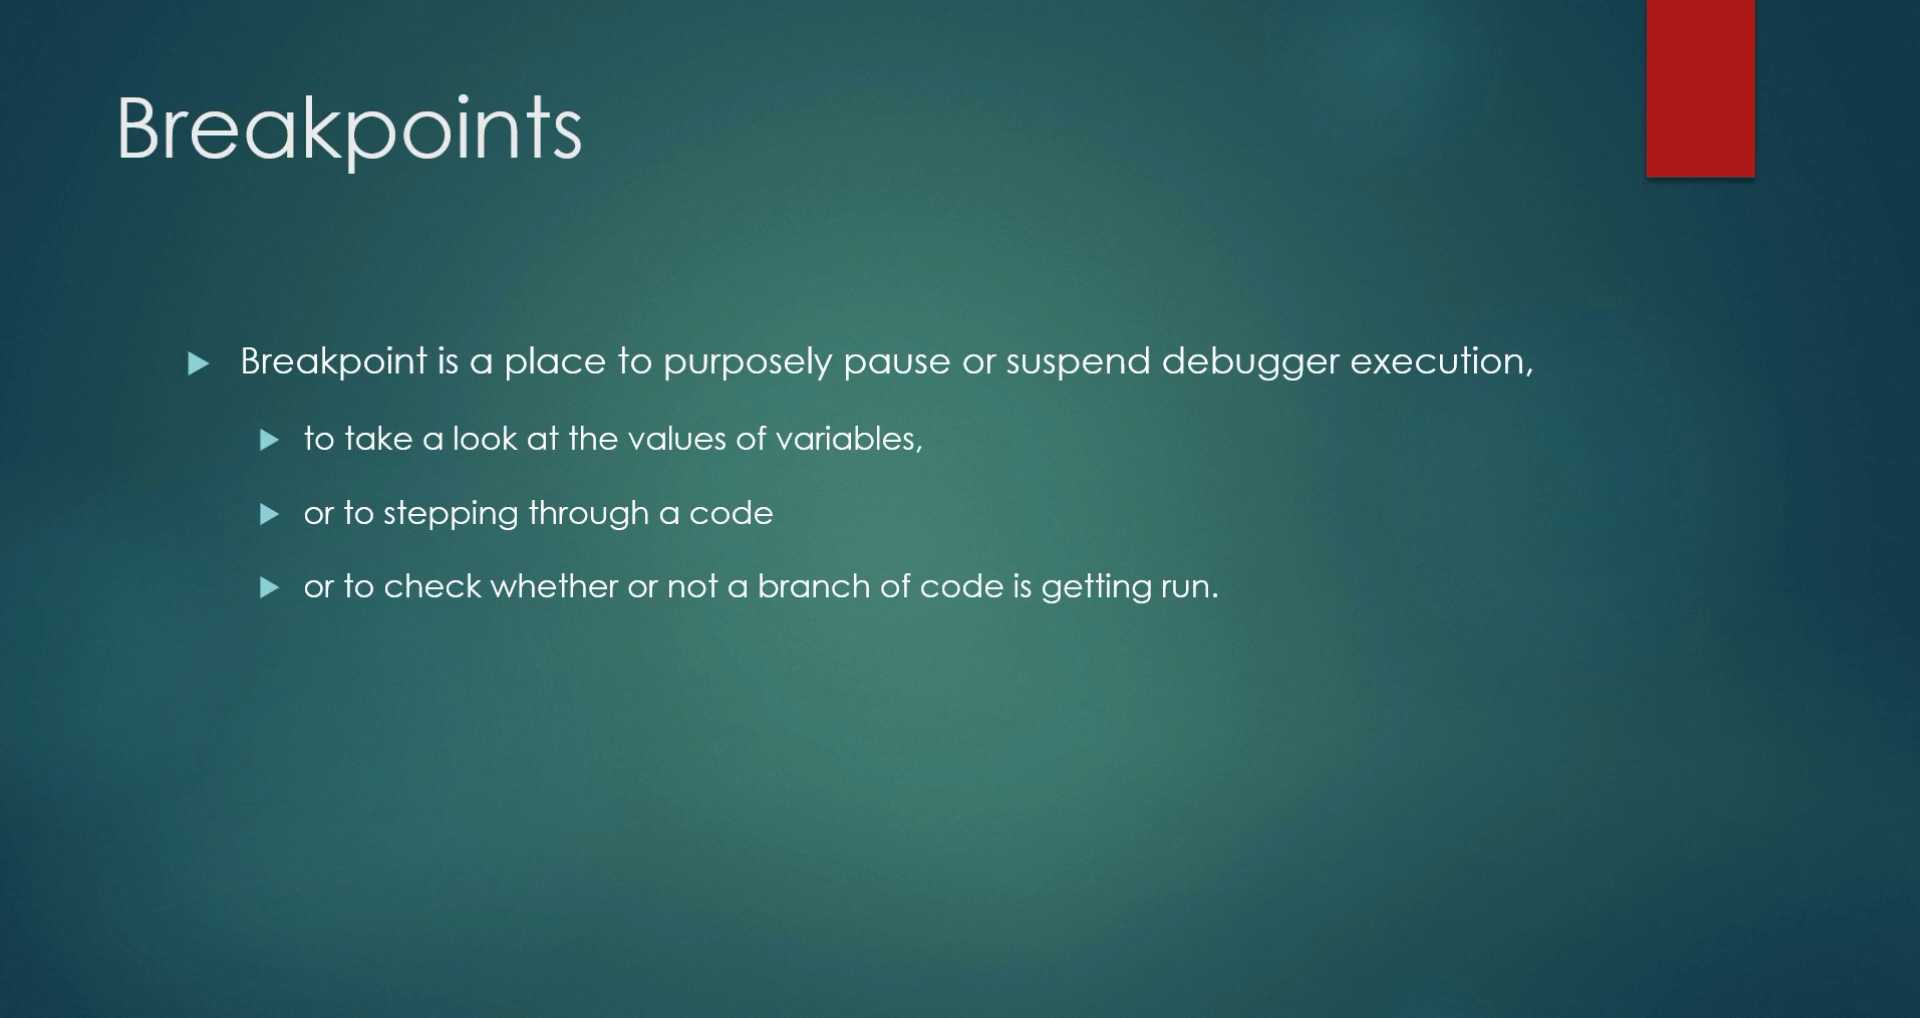 Breakpoints
Breakpoint is a place to purposely pause or suspend debugger execution,
to take a look at the values of variables,
or to stepping through a code
or to check whether or not a branch of code is getting run.